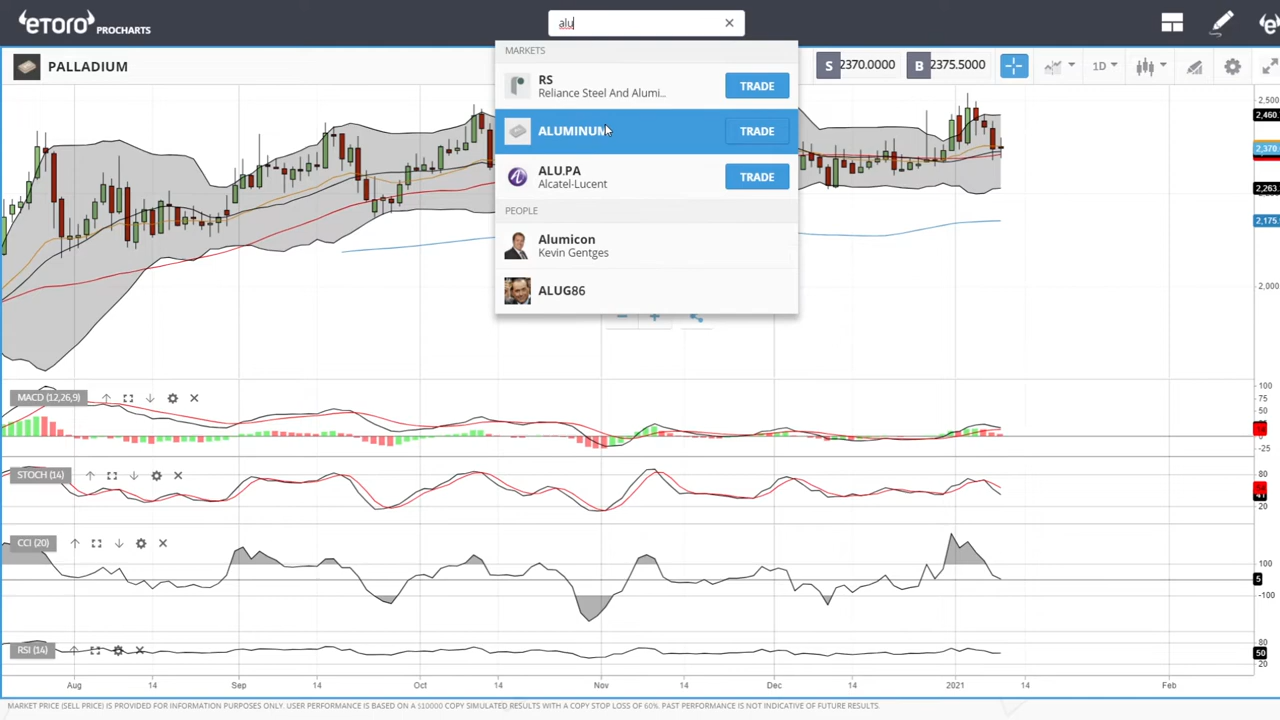 eTORO PROCHARTS
alu
PALLADIUM
S 2370.0000 B 2375.5000
1D
MARKETS
RS
Reliance Steel And Alumi..
TRADE
ALUMINUM
TRADE
ALU.PA
Alcatel-Lucent
TRADE
PEOPLE
Alumicon
Kevin Gentges
ALUG86
2,500
2,460.
2,370.
2,263.
2,175.
2,000
MACD (12,26,9)
100
75
50
-25
STOCH (14)
80
20
CCI (20)
100
5
-100
RSI (14)
80
50
20
Aug 14 Sep 14 Oct 14 Nov 14 Dec 14 2021 14 Feb
MARKET PRICE (SELL PRICE) IS PROVIDED FOR INFORMATION PURPOSES ONLY. USER PERFORMANCE IS BASED ON A $10000 COPY SIMULATED RESULTS WITH A COPY STOP LOSS OF 60%. PAST PERFORMANCE IS NOT INDICATIVE OF FUTURE RESULTS.